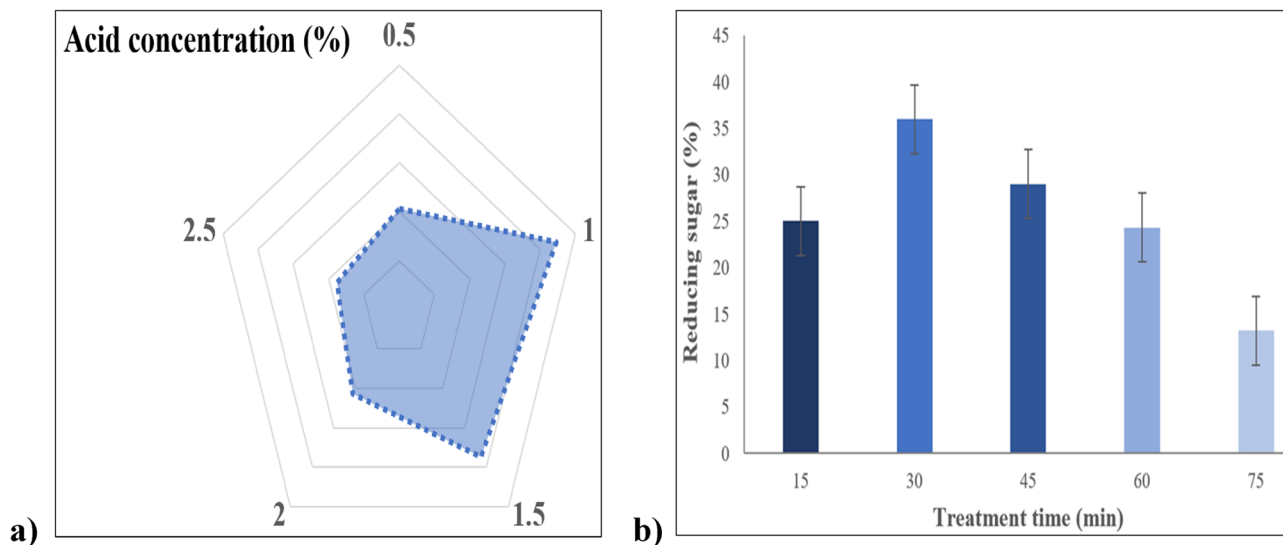 Acid concentration (%)
0.5
1
1.5
2
2.5
a)
Reducing sugar (%)
45
40
35
30
25
20
15
10
5
0
15 30 45 60 75
Treatment time (min)
b)